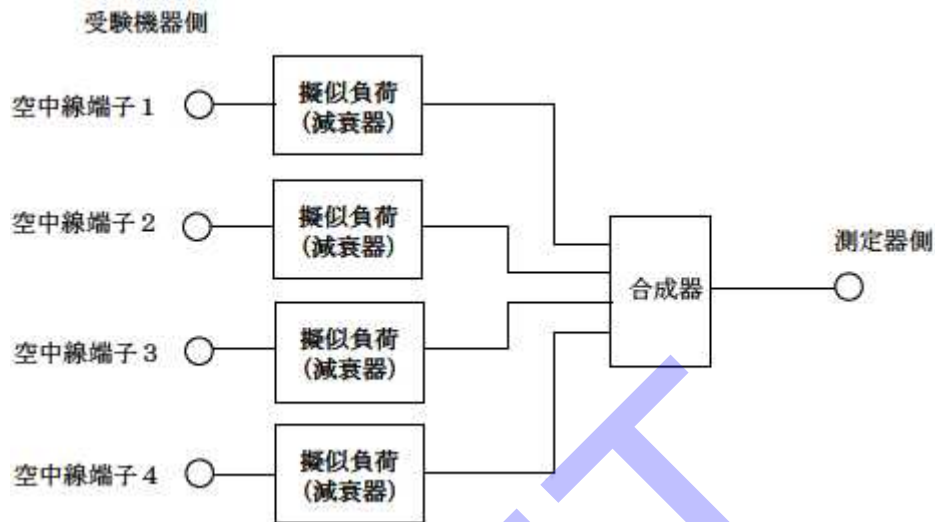 受験機器側
空中線端子1
擬似負荷
(減衰器)
空中線端子2
擬似負荷
(減衰器)
測定器側
合成器
空中線端子3
擬似負荷
(減衰器)
空中線端子4
擬似負荷
(減衰器)